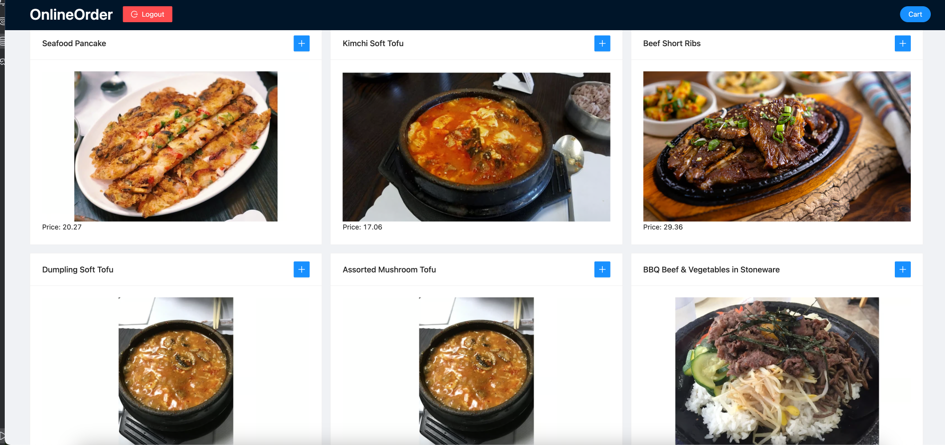 OnlineOrder Logout Cart
Seafood Pancake
Kimchi Soft Tofu
Beef Short Ribs
Price: 20.27
Price: 17.06
Price: 29.36
Dumpling Soft Tofu
Assorted Mushroom Tofu
BBQ Beef & Vegetables in Stoneware